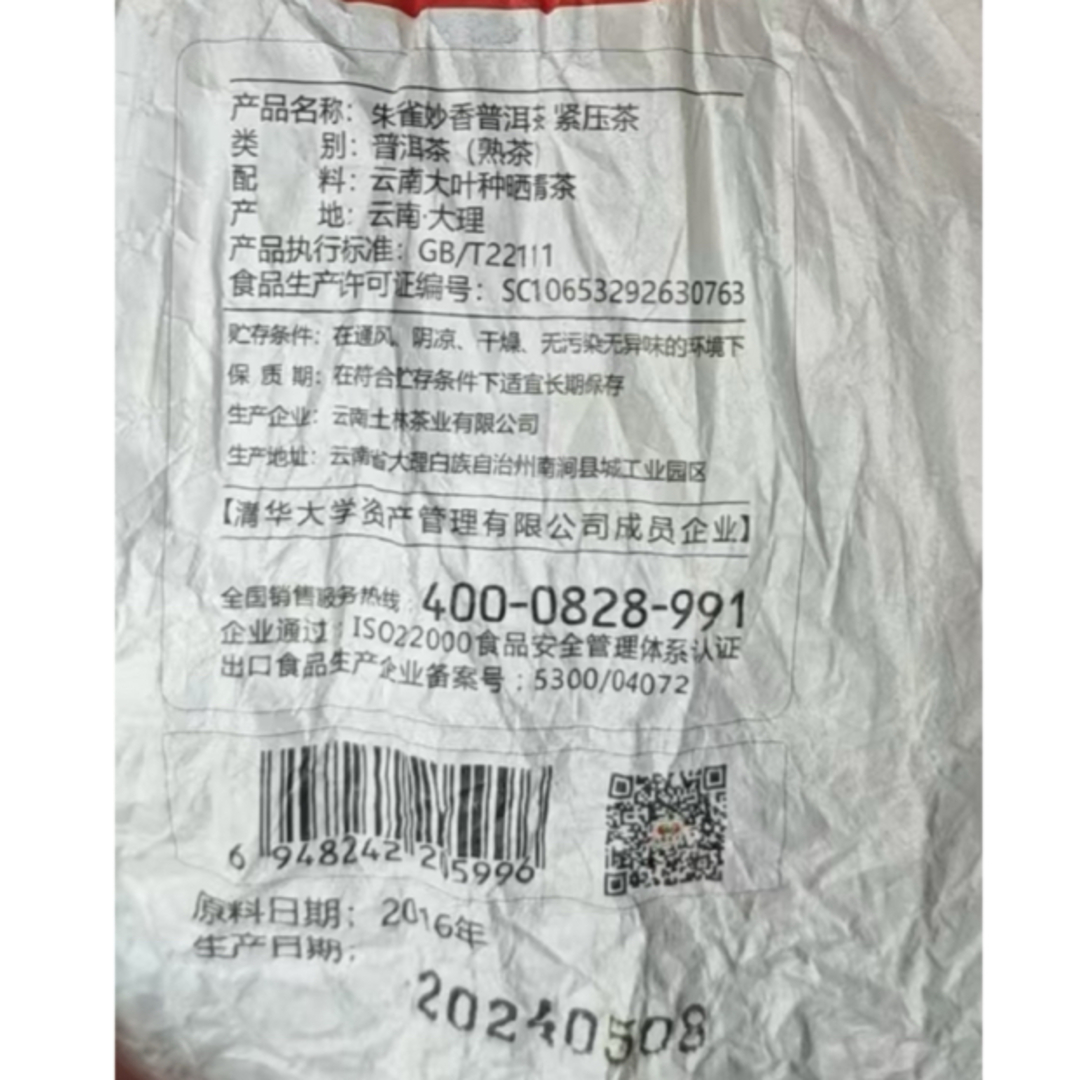 产品名称：朱雀妙香普洱茶 紧压茶
类 别：普洱茶（熟茶）
配 料：云南大叶种晒青茶
产 地：云南·大理
产品执行标准：GB/T22111
食品生产许可证编号：SC10653292630763
贮存条件：在通风、阴凉、干燥、无污染无异味的环境下
保 质 期：在符合贮存条件下适宜长期保存
生产企业：云南土林茶业有限公司
生产地址：云南省大理白族自治州南涧县城工业园区
【清华大学资产管理有限公司成员企业】
全国销售服务热线：400-0828-991
企业通过：ISO22000食品安全管理体系认证
出口食品生产企业备案号：5300/04072
6 948242 215996
原料日期：2016年
生产日期：
20240508